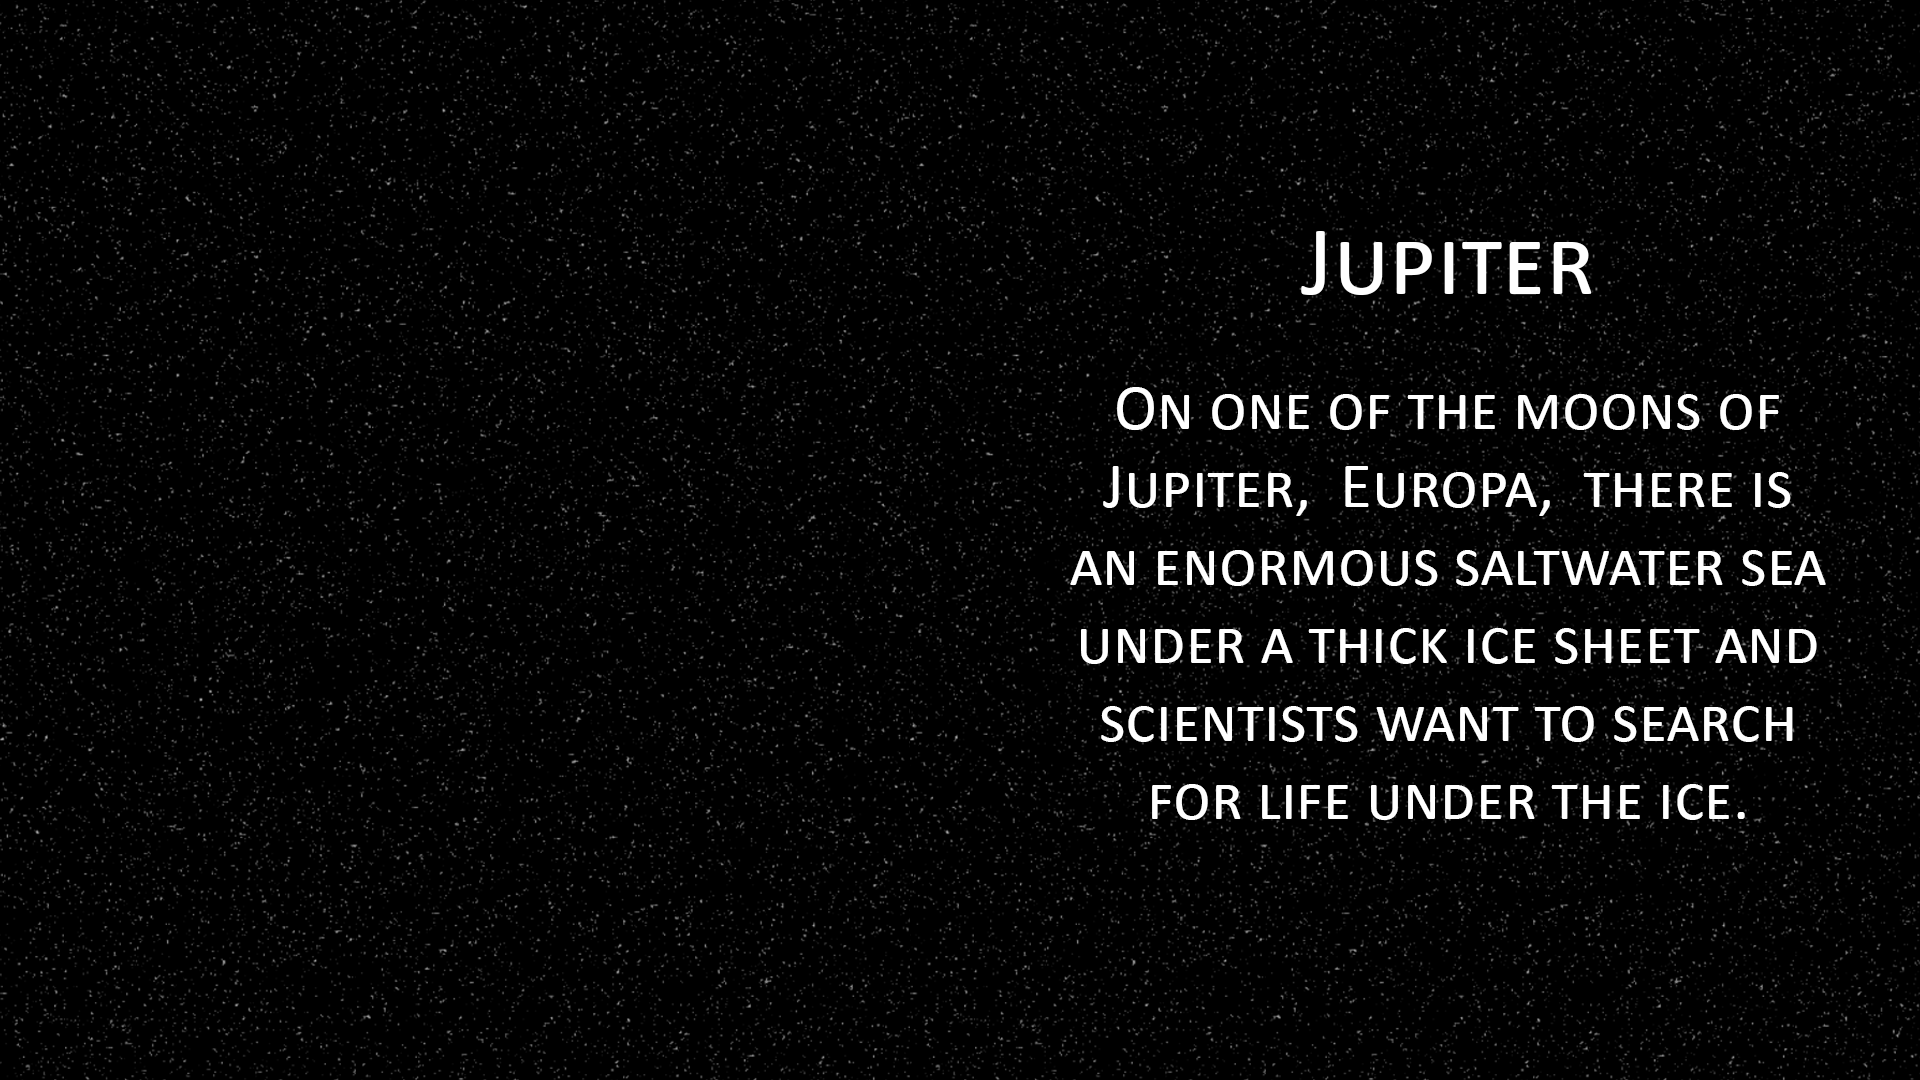 Jupiter
On one of the moons of
Jupiter,  Europa,  there is
an enormous saltwater sea
under a thick ice sheet and
scientists want to search
for life under the ice.